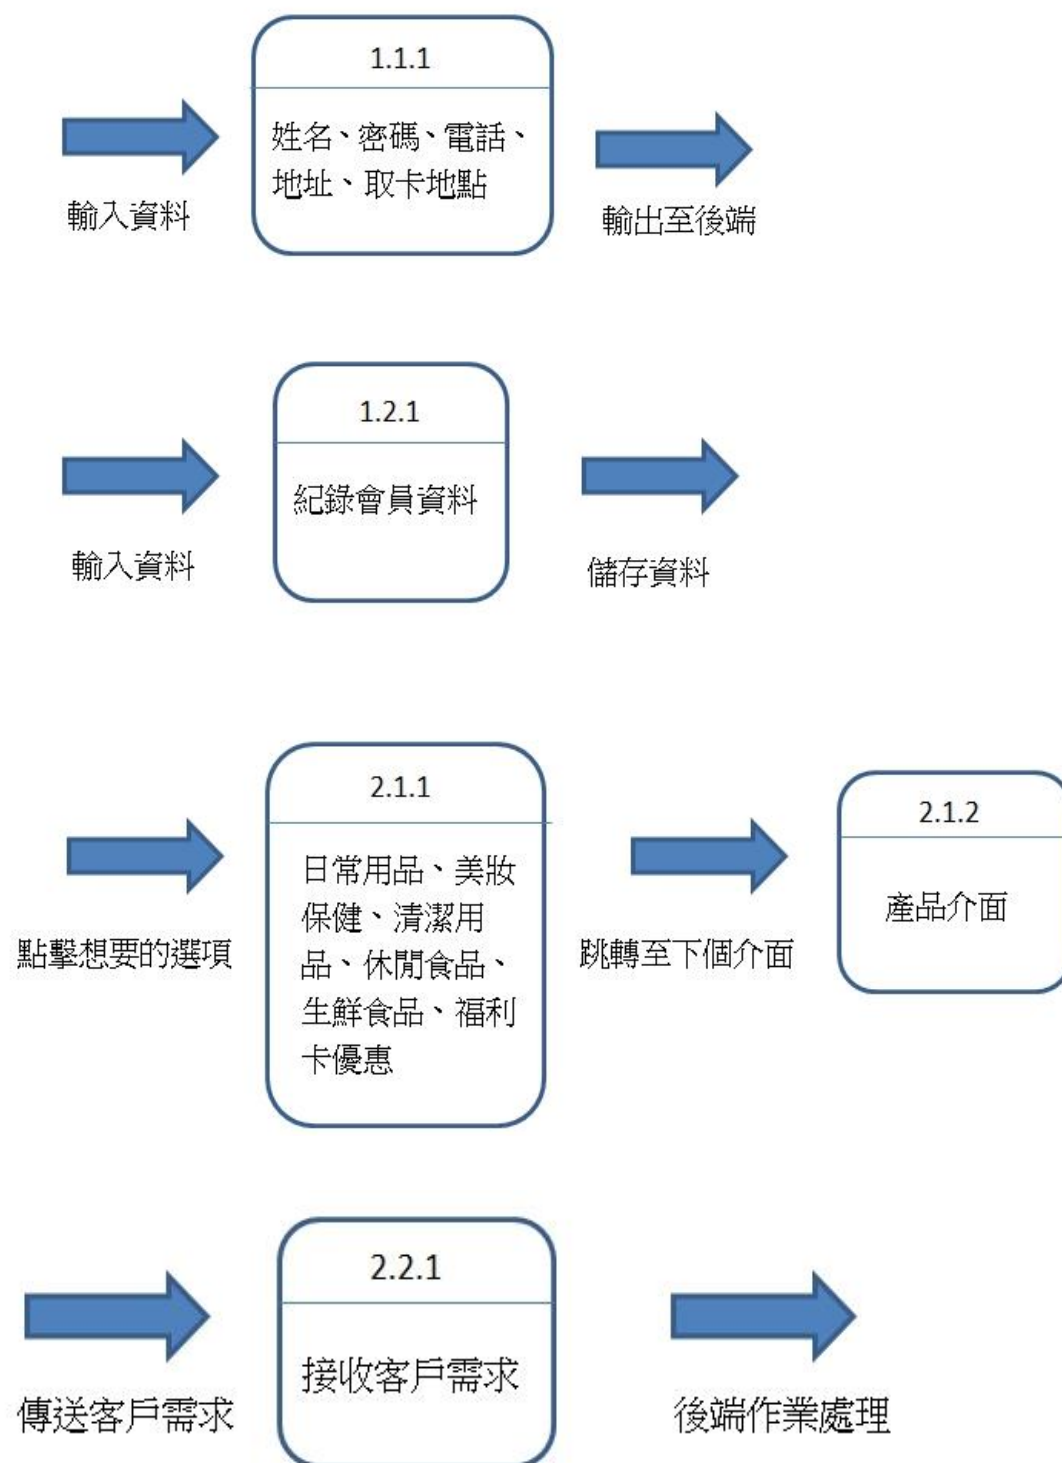 1.1.1
姓名、密碼、電話、
地址、取卡地點
輸入資料
輸出至後端
1.2.1
紀錄會員資料
輸入資料
儲存資料
2.1.1
日常用品、美妝
保健、清潔用
品、休閒食品、
生鮮食品、福利
卡優惠
點擊想要的選項
跳轉至下個介面
2.1.2
產品介面
2.2.1
接收客戶需求
傳送客戶需求
後端作業處理